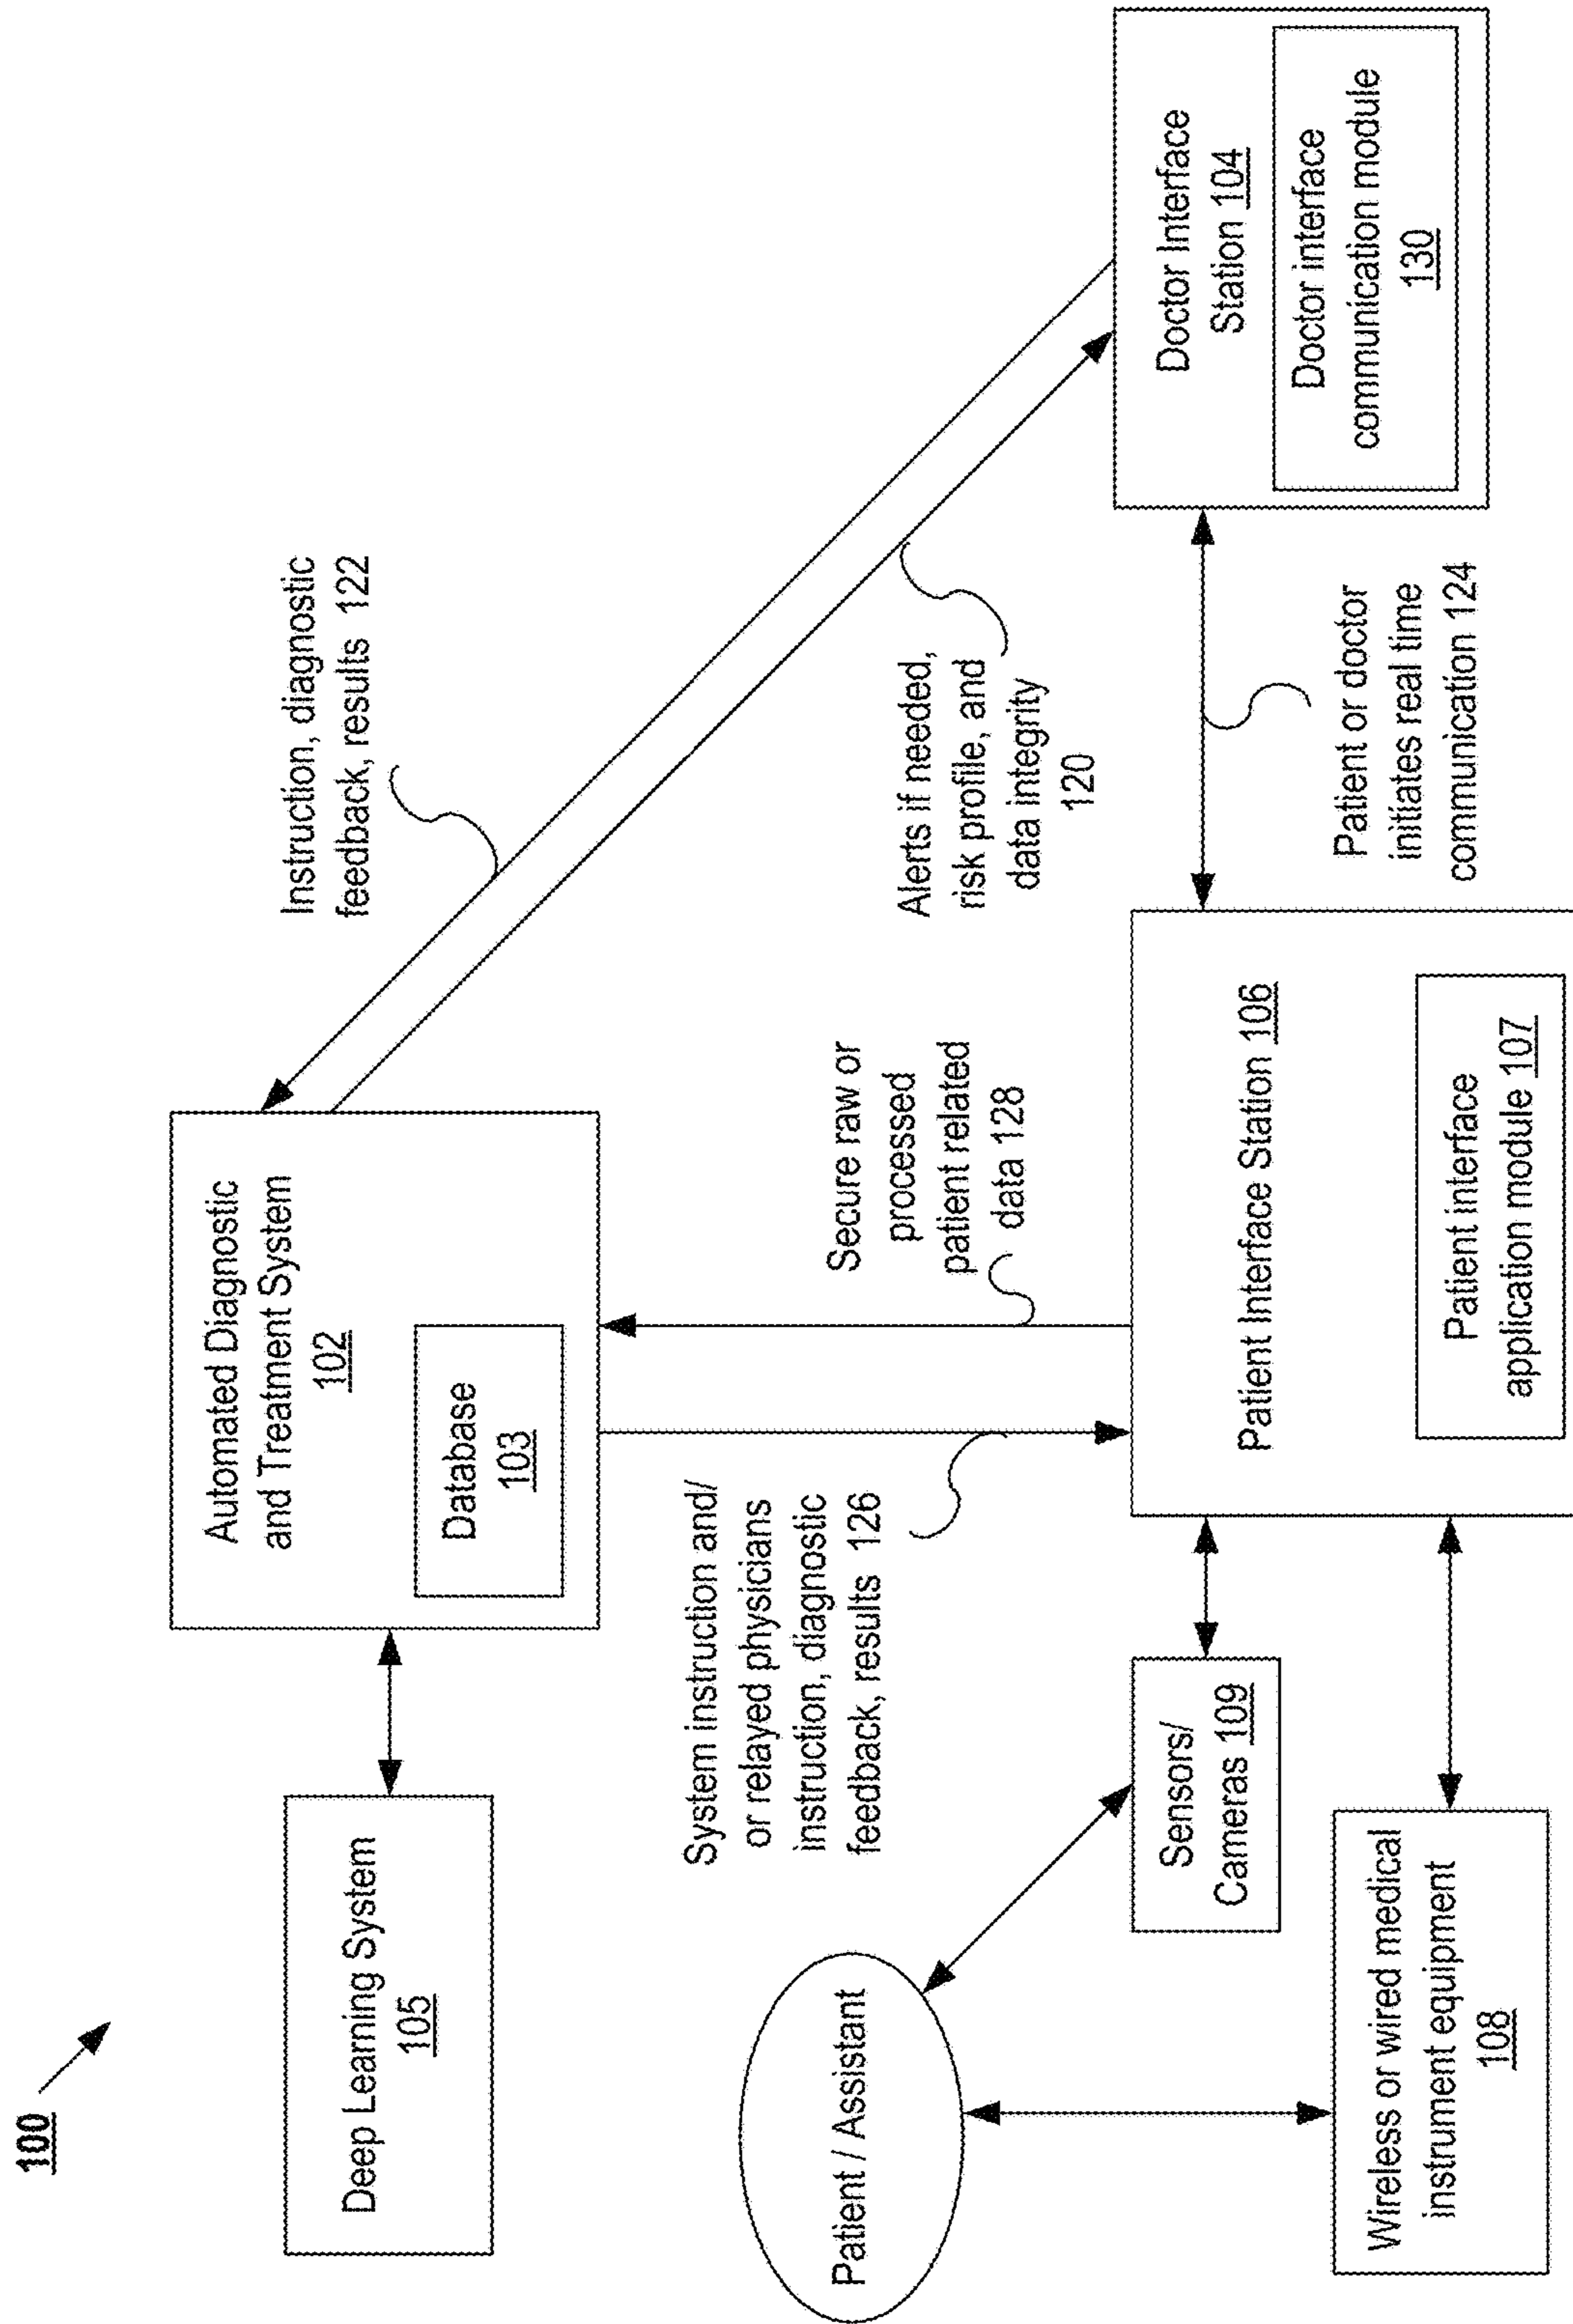 100
Deep Learning System
105
Automated Diagnostic
and Treatment System
102
Database
103
Instruction, diagnostic
feedback, results 122
Alerts if needed,
risk profile, and
data integrity
120
System instruction and/
or relayed physicians
instruction, diagnostic
feedback, results 126
Secure raw or
processed
patient related
data 128
Patient / Assistant
Sensors/
Cameras 109
Wireless or wired medical
instrument equipment
108
Patient Interface Station 106
Patient interface
application module 107
Patient or doctor
initiates real time
communication 124
Doctor Interface
Station 104
Doctor interface
communication module
130